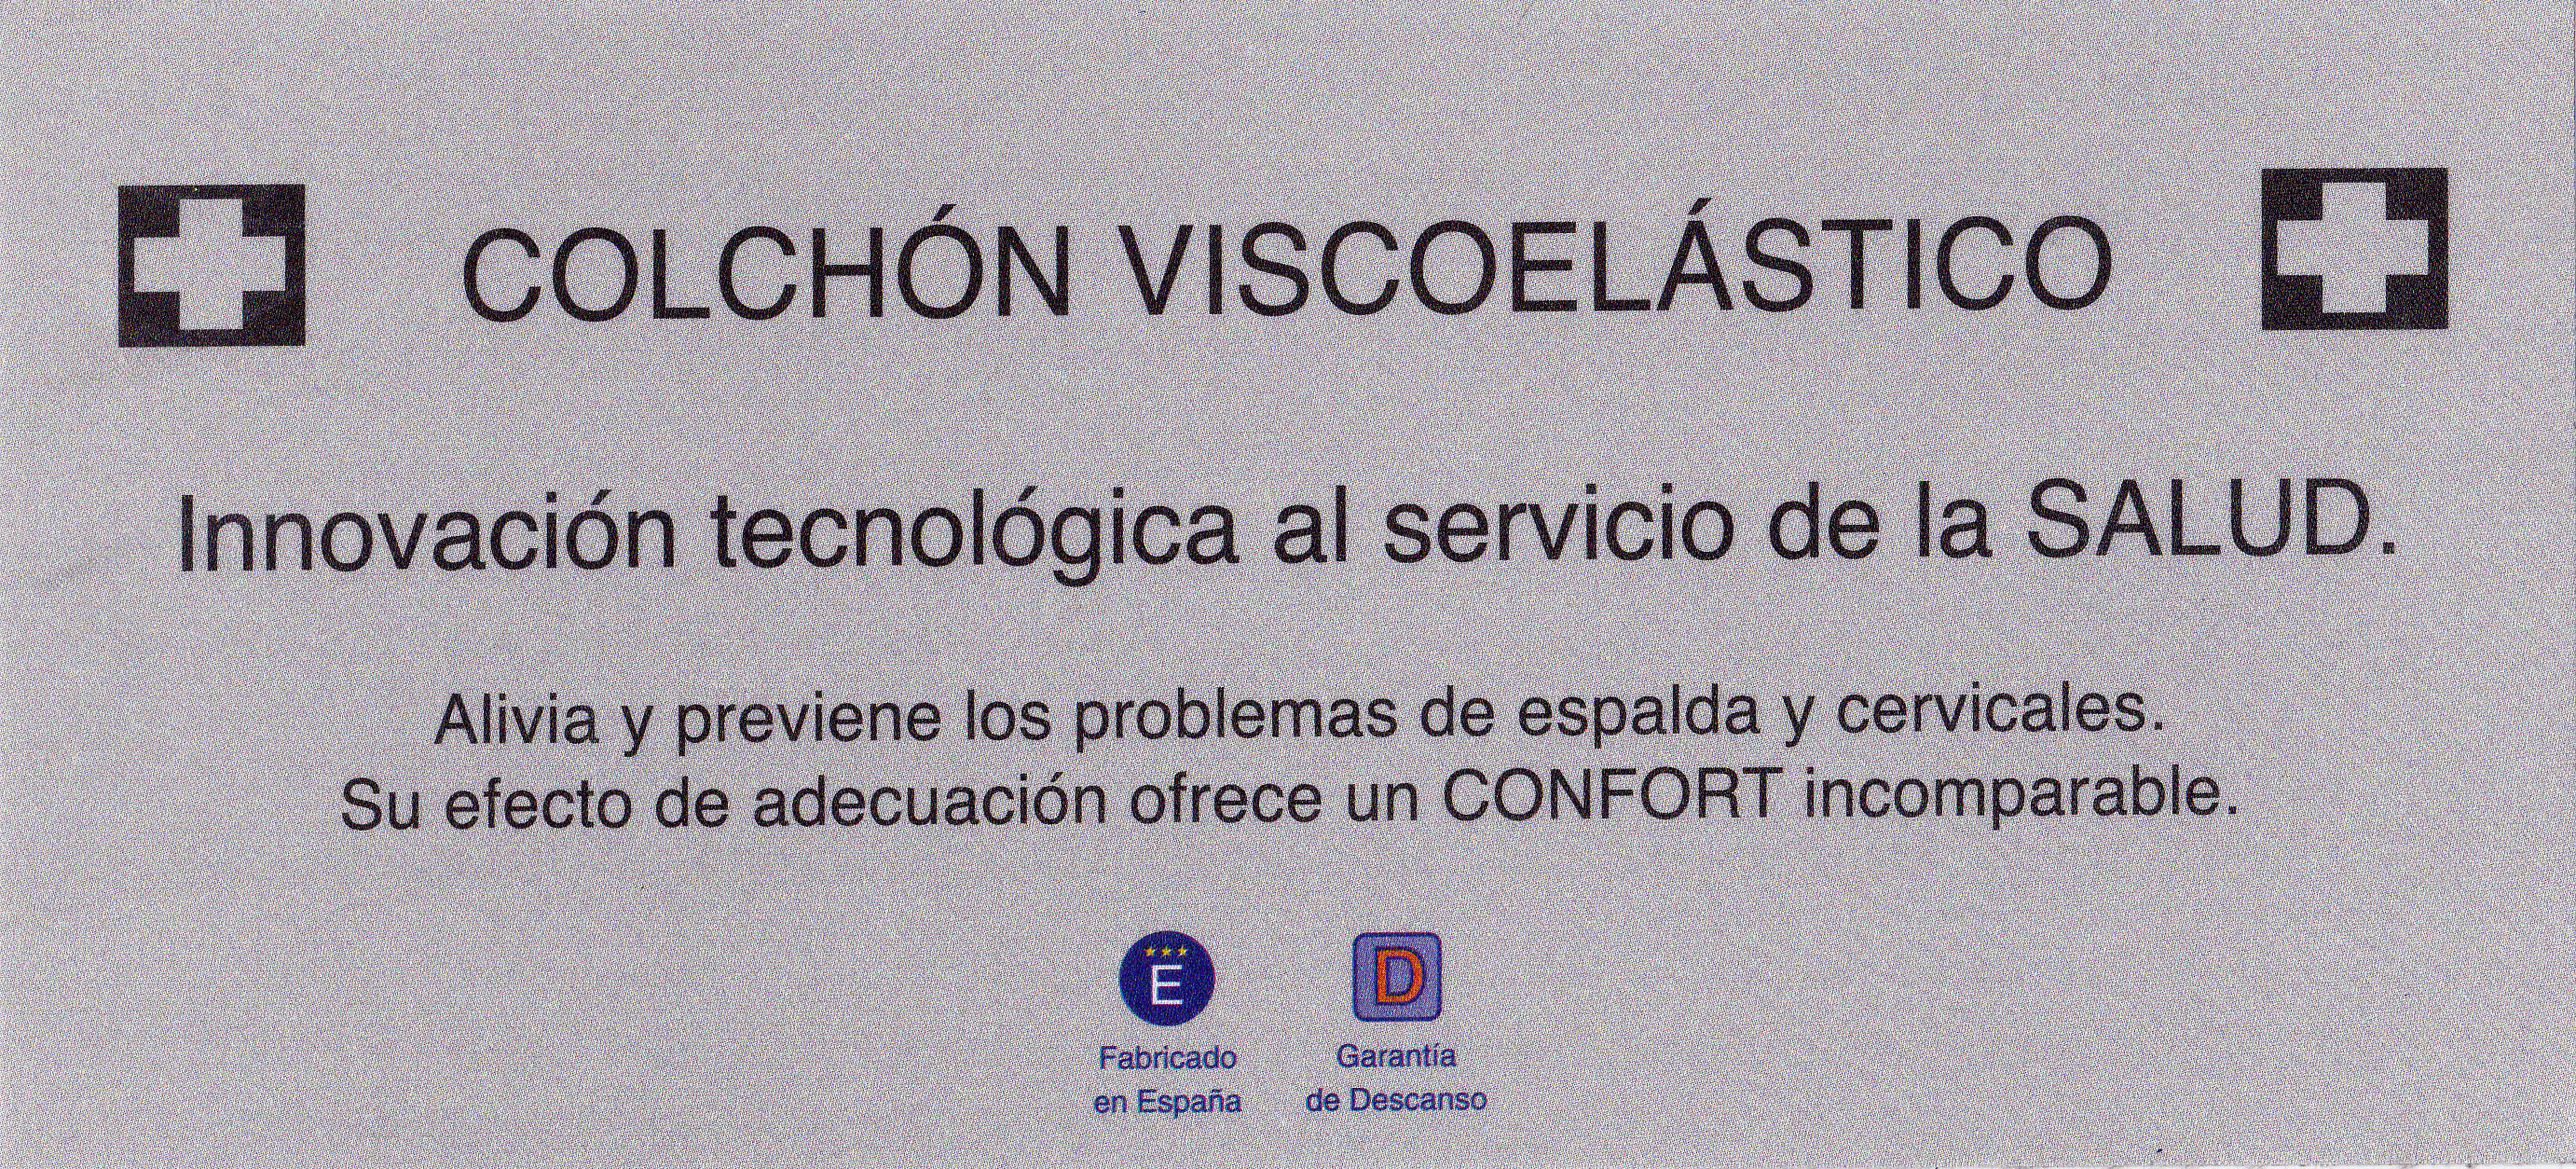 COLCHÓN VISCOELÁSTICO
Innovación tecnológica al servicio de la SALUD.
Alivia y previene los problemas de espalda y cervicales.
Su efecto de adecuación ofrece un CONFORT incomparable.
E
D
Fabricado
en España
Garantía
de Descanso